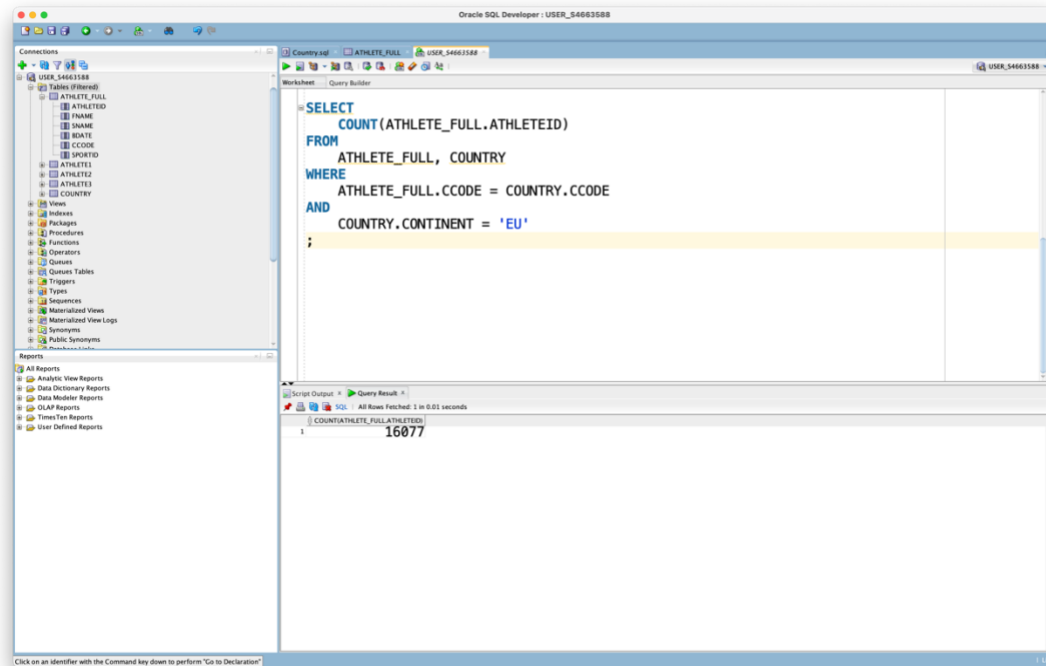 Oracle SQL Developer : USER_S4663588
Connections
USER_S4663588
Tables (Filtered)
ATHLETE_FULL
ATHLETEID
FNAME
SNAME
BDATE
CCODE
SPORTID
ATHLETE1
ATHLETE2
ATHLETE3
COUNTRY
Views
Indexes
Packages
Procedures
Functions
Operators
Queues
Queues Tables
Triggers
Types
Sequences
Materialized Views
Materialized View Logs
Synonyms
Public Synonyms
Reports
All Reports
Analytic View Reports
Data Dictionary Reports
Data Modeler Reports
OLAP Reports
TimesTen Reports
User Defined Reports
Country.sql ATHLETE_FULL USER_S4663588
USER_S4663588
Worksheet Query Builder
SELECT
COUNT(ATHLETE_FULL.ATHLETEID)
FROM
ATHLETE_FULL, COUNTRY
WHERE
ATHLETE_FULL.CCODE = COUNTRY.CCODE
AND
COUNTRY.CONTINENT = 'EU'
;
Script Output Query Result
SQL All Rows Fetched: 1 in 0.01 seconds
COUNT(ATHLETE_FULL.ATHLETEID)
1 16077
Click on an identifier with the Command key down to perform "Go to Declaration"